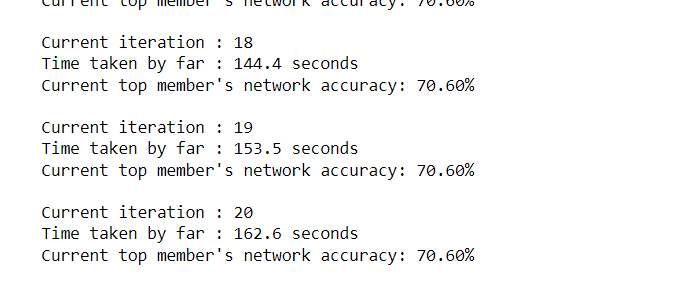 Current top member's network accuracy: 70.60%
Current iteration : 18
Time taken by far : 144.4 seconds
Current top member's network accuracy: 70.60%
Current iteration : 19
Time taken by far : 153.5 seconds
Current top member's network accuracy: 70.60%
Current iteration : 20
Time taken by far : 162.6 seconds
Current top member's network accuracy: 70.60%